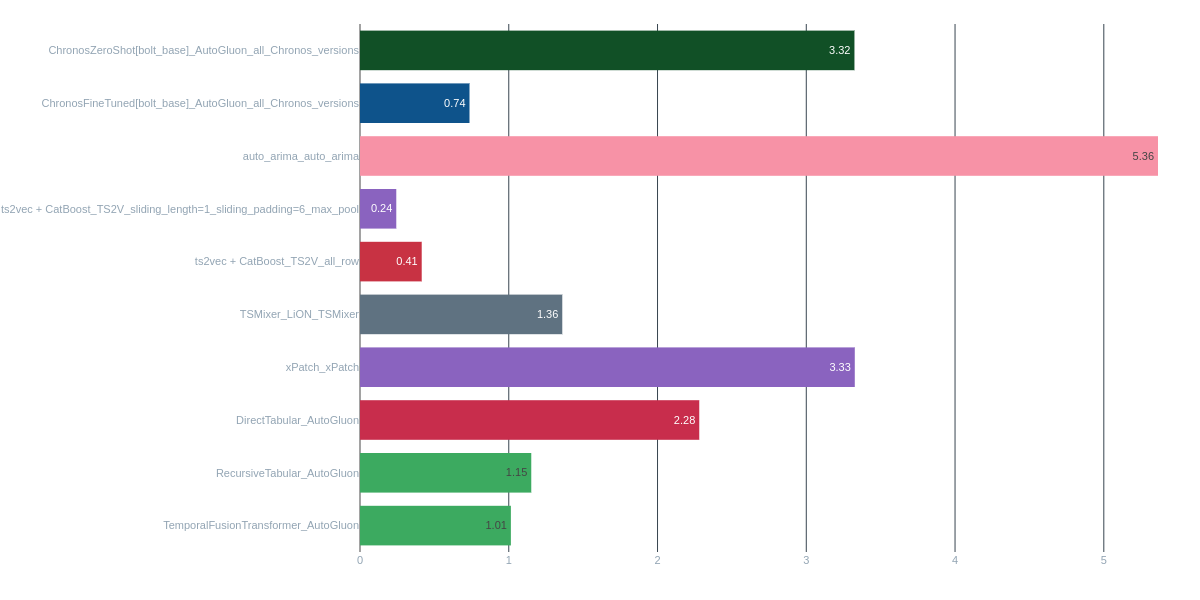 ChronosZeroShot[bolt_base]_AutoGluon_all_Chronos_versions 3.32
ChronosFineTuned[bolt_base]_AutoGluon_all_Chronos_versions 0.74
auto_arima_auto_arima 5.36
ts2vec + CatBoost_TS2V_sliding_length=1_sliding_padding=6_max_pool 0.24
ts2vec + CatBoost_TS2V_all_row 0.41
TSMixer_LiON_TSMixer 1.36
xPatch_xPatch 3.33
DirectTabular_AutoGluon 2.28
RecursiveTabular_AutoGluon 1.15
TemporalFusionTransformer_AutoGluon 1.01
0 1 2 3 4 5